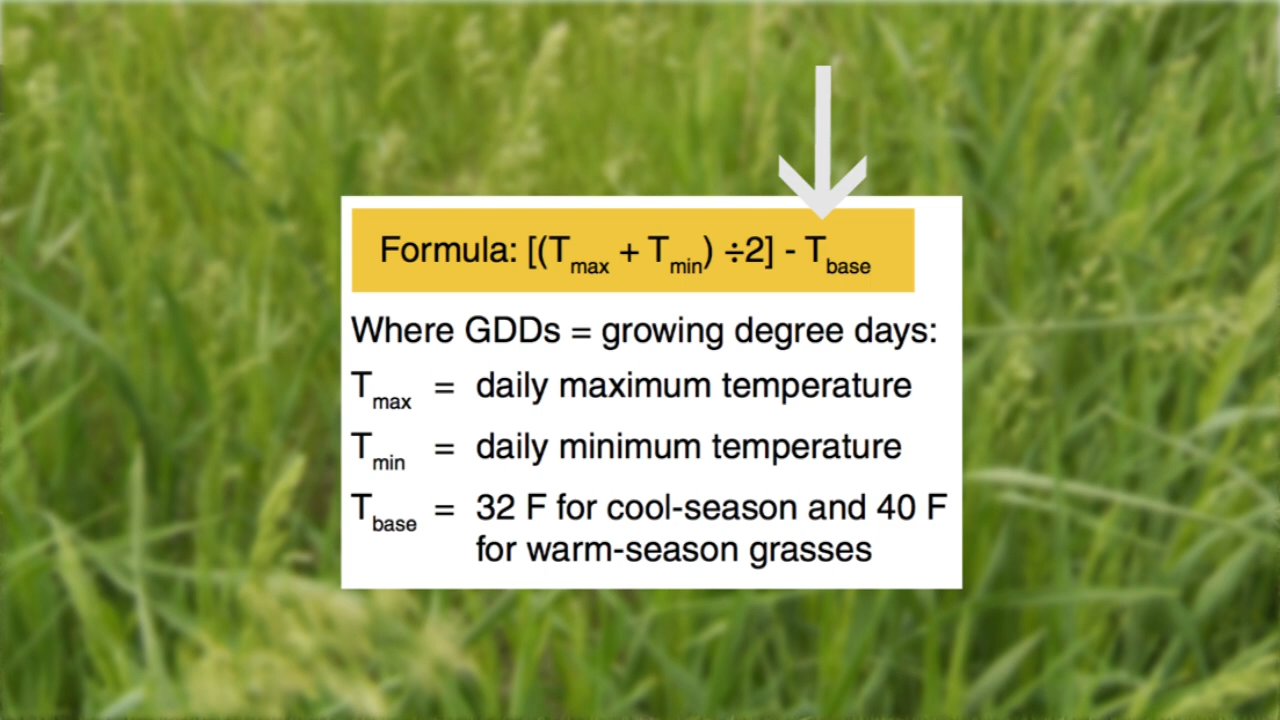 Formula: [(Tmax + Tmin) ÷2] - Tbase
Where GDDs = growing degree days:
Tmax = daily maximum temperature
Tmin = daily minimum temperature
Tbase = 32 F for cool-season and 40 F
for warm-season grasses